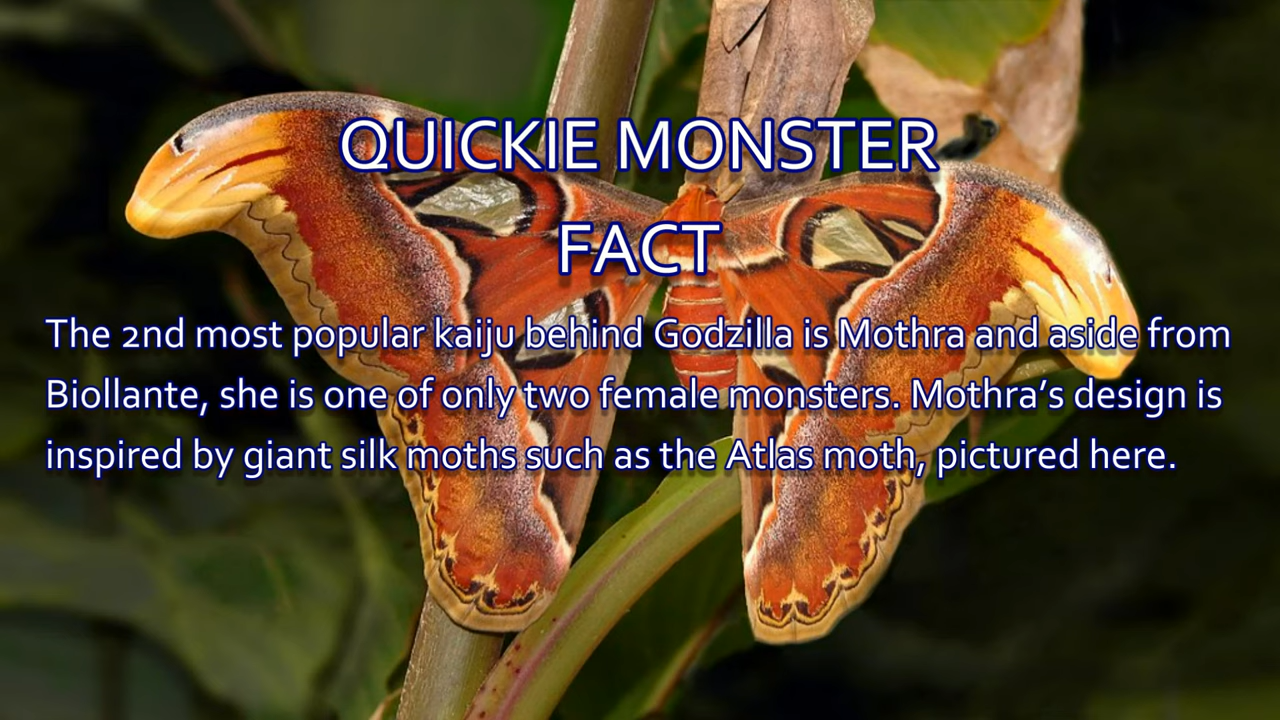 QUICKIE MONSTER
FACT
The 2nd most popular kaiju behind Godzilla is Mothra and aside from
Biollante, she is one of only two female monsters. Mothra’s design is
inspired by giant silk moths such as the Atlas moth, pictured here.